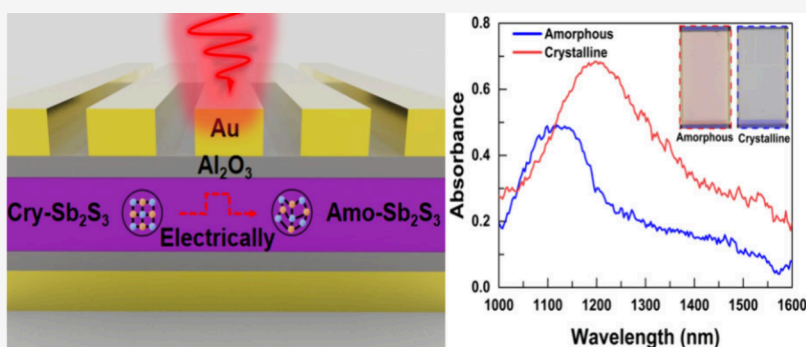 Au
Al₂O₃
Cry-Sb₂S₃
Amo-Sb₂S₃
Electrically
Absorbance
0.8
0.6
0.4
0.2
0.0
Amorphous
Crystalline
Amorphous
Crystalline
1000 1100 1200 1300 1400 1500 1600
Wavelength (nm)